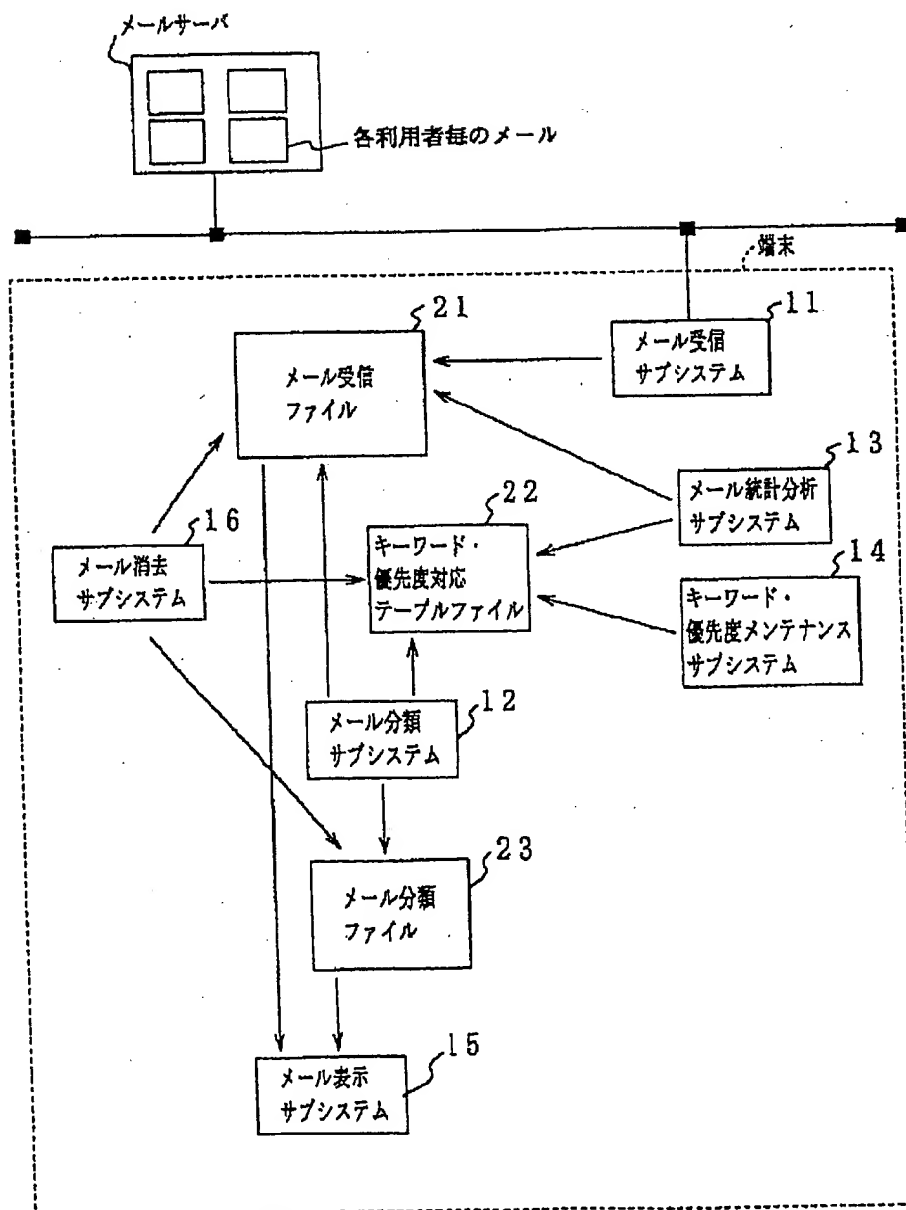 メールサーバ
各利用者毎のメール
端末
21
メール受信
ファイル
11
メール受信
サブシステム
13
メール統計分析
サブシステム
22
キーワード・
優先度対応
テーブルファイル
16
メール消去
サブシステム
14
キーワード・
優先度メンテナンス
サブシステム
12
メール分類
サブシステム
23
メール分類
ファイル
15
メール表示
サブシステム